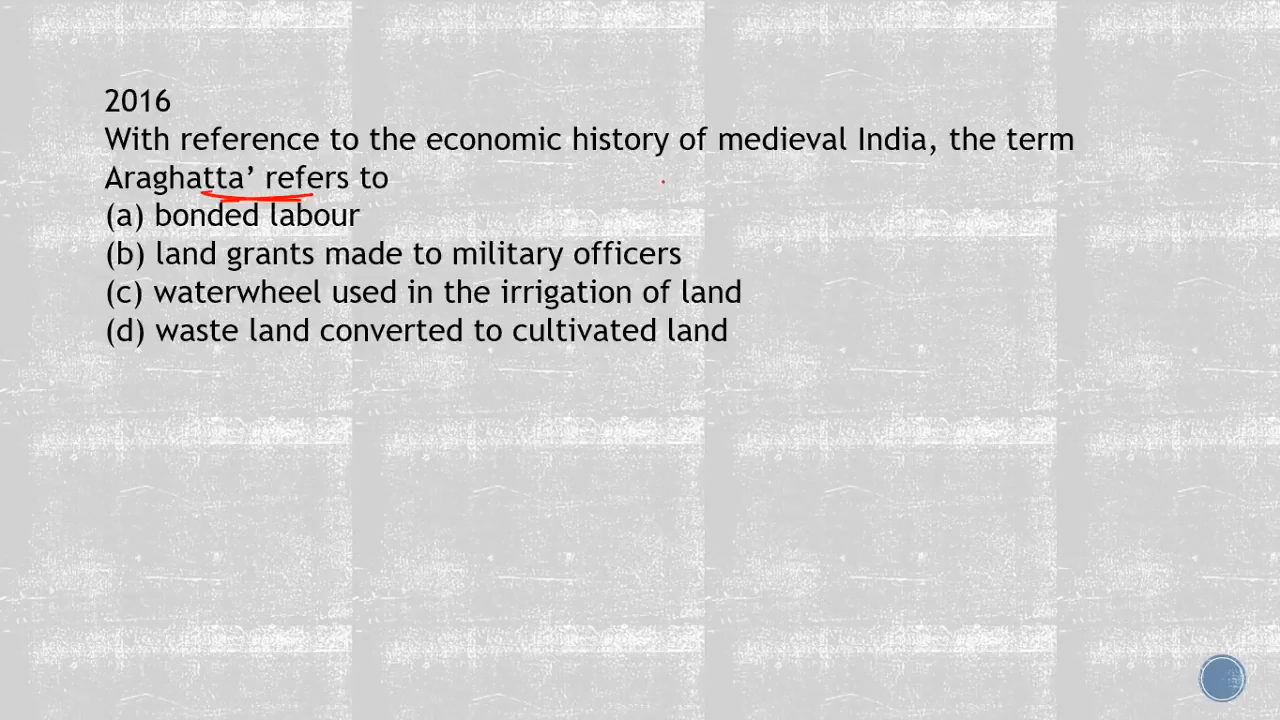 2016
With reference to the economic history of medieval India, the term
Araghatta’ refers to
(a) bonded labour
(b) land grants made to military officers
(c) waterwheel used in the irrigation of land
(d) waste land converted to cultivated land